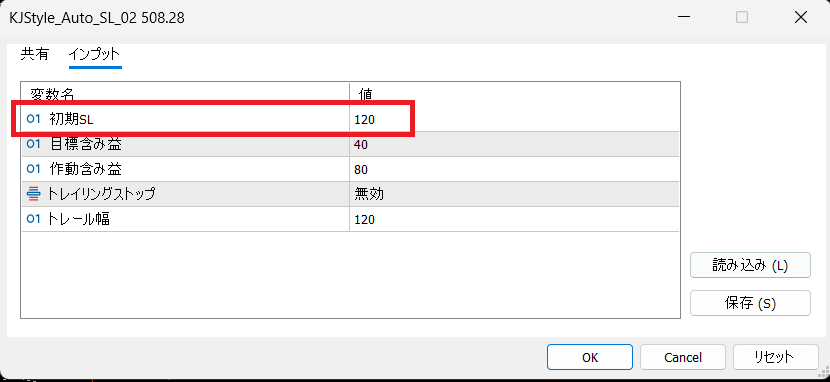 KJStyle_Auto_SL_02 508.28
共有 インプット
変数名 値
01 初期SL 120
01 目標含み益 40
01 作動含み益 80
トレイリングストップ 無効
01 トレール幅 120
読み込み (L)
保存 (S)
OK Cancel リセット